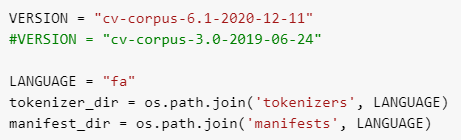 VERSION = "cv-corpus-6.1-2020-12-11"
#VERSION = "cv-corpus-3.0-2019-06-24"
LANGUAGE = "fa"
tokenizer_dir = os.path.join('tokenizers', LANGUAGE)
manifest_dir = os.path.join('manifests', LANGUAGE)